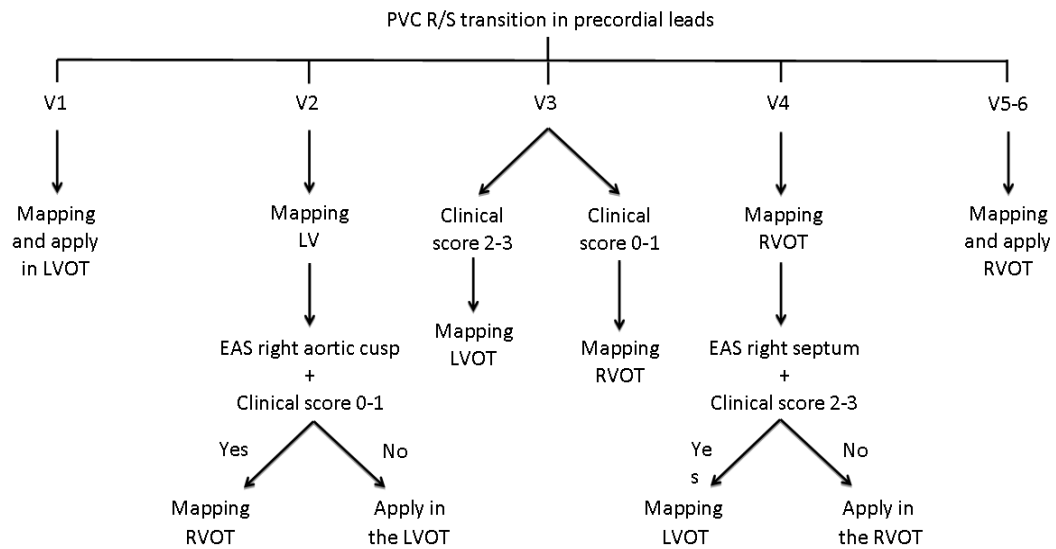 PVC R/S transition in precordial leads
V1
V2
V3
V4
V5-6
Mapping
and apply
in LVOT
Mapping
LV
Clinical
score 2-3
Clinical
score 0-1
Mapping
RVOT
Mapping
and apply
RVOT
Mapping
LVOT
Mapping
RVOT
EAS right aortic cusp
+
Clinical score 0-1
EAS right septum
+
Clinical score 2-3
Yes
No
Ye
s
No
Mapping
RVOT
Apply in
the LVOT
Mapping
LVOT
Apply in
the RVOT